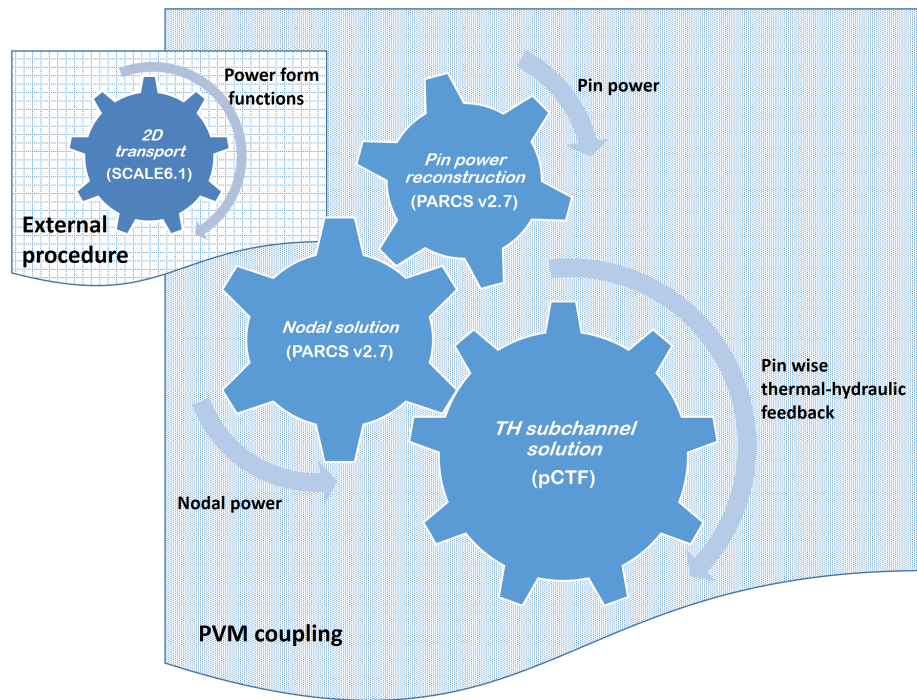 Power form
functions
2D
transport
(SCALE6.1)
External
procedure
Pin power
Pin power
reconstruction
(PARCS v2.7)
Nodal solution
(PARCS v2.7)
Pin wise
thermal-hydraulic
feedback
TH subchannel
solution
(pCTF)
Nodal power
PVM coupling